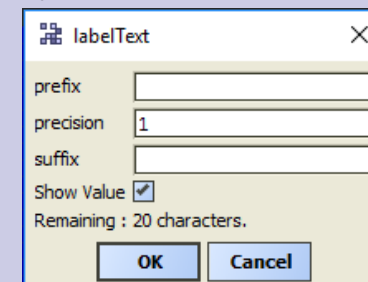 labelText
prefix
precision 1
suffix
Show Value
Remaining : 20 characters.
OK Cancel